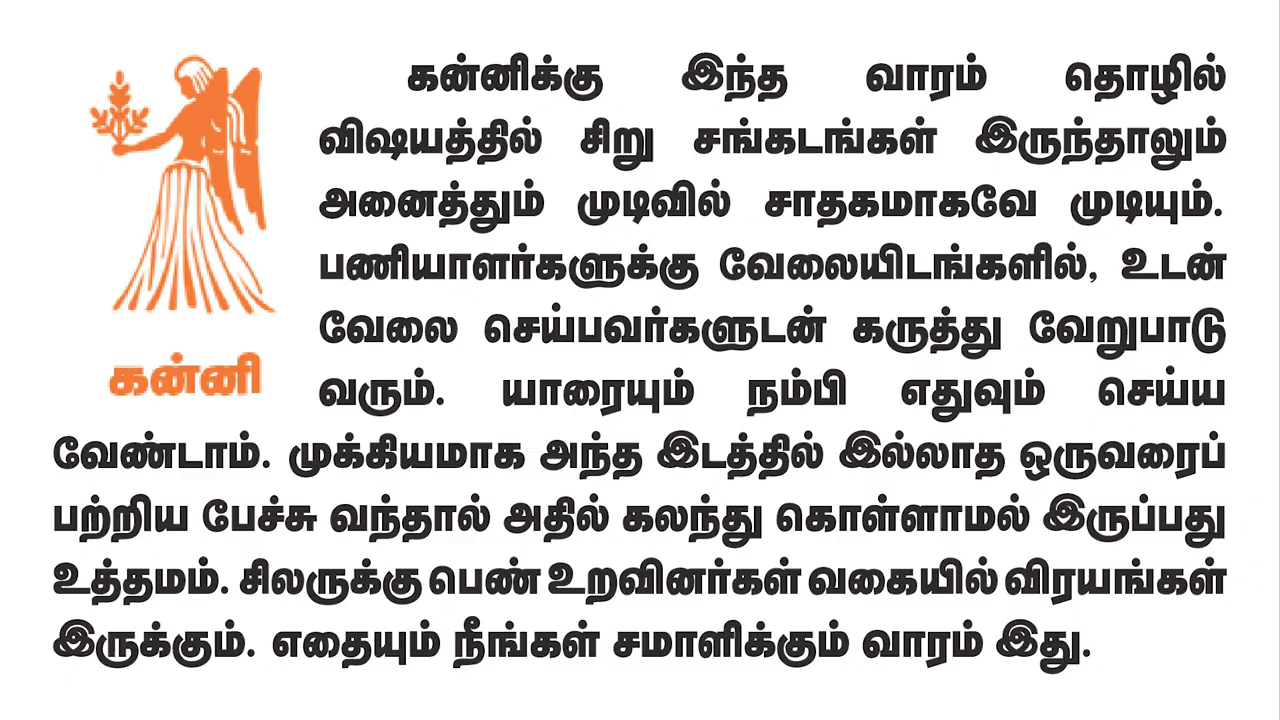 கன்னிக்கு இந்த வாரம் தொழில்
விஷயத்தில் சிறு சங்கடங்கள் இருந்தாலும்
அனைத்தும் முடிவில் சாதகமாகவே முடியும்.
பணியாளர்களுக்கு வேலையிடங்களில், உடன்
வேலை செய்பவர்களுடன் கருத்து வேறுபாடு
வரும். யாரையும் நம்பி எதுவும் செய்ய
கன்னி
வேண்டாம். முக்கியமாக அந்த இடத்தில் இல்லாத ஒருவரைப்
பற்றிய பேச்சு வந்தால் அதில் கலந்து கொள்ளாமல் இருப்பது
உத்தமம். சிலருக்கு பெண் உறவினர்கள் வகையில் விரயங்கள்
இருக்கும். எதையும் நீங்கள் சமாளிக்கும் வாரம் இது.